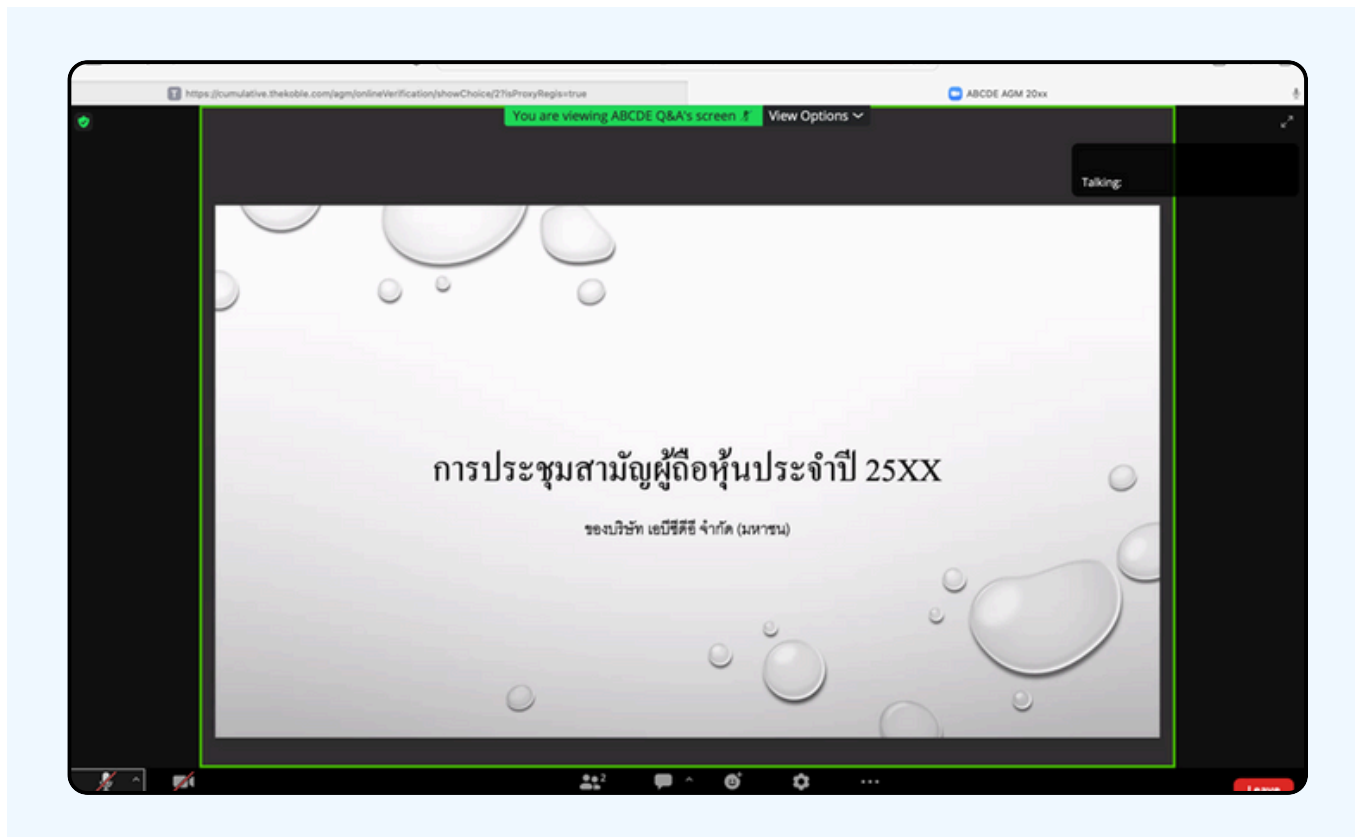 https://cumulative.thekoble.com/agm/onlineVerification/showChoice/2?isProxyRegis=true
ABCDE AGM 20xx
You are viewing ABCDE Q&A's screen
View Options
Talking:
การประชุมสามัญผู้ถือหุ้นประจำปี 25XX
ของบริษัท เอบีซีดีอี จำกัด (มหาชน)
2
Leave